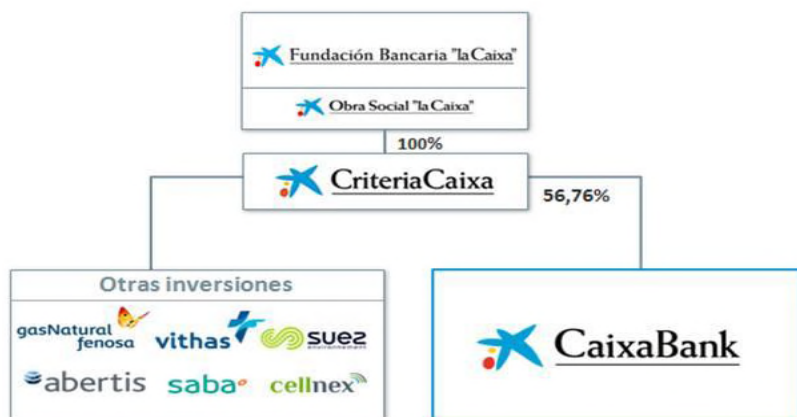 Fundación Bancaria "la Caixa"
Obra Social "la Caixa"
100%
CriteriaCaixa
56,76%
Otras inversiones
gasNatural
fenosa
vithas
suez
environnement
abertis
saba
cellnex
CaixaBank